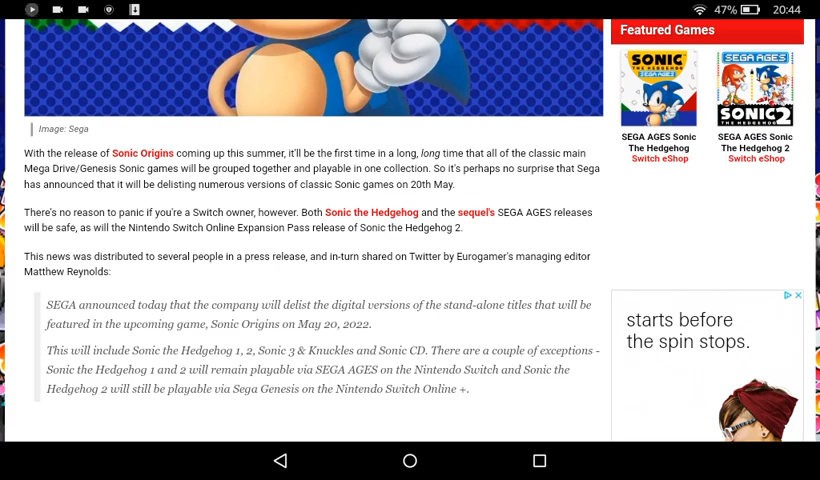 47% 20:44
Featured Games
SONIC
THE HEDGEHOG
SEGA AGES
SEGA AGES
SONIC
THE HEDGEHOG 2
SEGA AGES Sonic
The Hedgehog
Switch eShop
SEGA AGES Sonic
The Hedgehog 2
Switch eShop
Image: Sega
With the release of Sonic Origins coming up this summer, it'll be the first time in a long, long time that all of the classic main
Mega Drive/Genesis Sonic games will be grouped together and playable in one collection. So it's perhaps no surprise that Sega
has announced that it will be delisting numerous versions of classic Sonic games on 20th May.
There's no reason to panic if you're a Switch owner, however. Both Sonic the Hedgehog and the sequel's SEGA AGES releases
will be safe, as will the Nintendo Switch Online Expansion Pass release of Sonic the Hedgehog 2.
This news was distributed to several people in a press release, and in-turn shared on Twitter by Eurogamer's managing editor
Matthew Reynolds:
SEGA announced today that the company will delist the digital versions of the stand-alone titles that will be
featured in the upcoming game, Sonic Origins on May 20, 2022.
This will include Sonic the Hedgehog 1, 2, Sonic 3 & Knuckles and Sonic CD. There are a couple of exceptions -
Sonic the Hedgehog 1 and 2 will remain playable via SEGA AGES on the Nintendo Switch and Sonic the
Hedgehog 2 will still be playable via Sega Genesis on the Nintendo Switch Online +.
starts before
the spin stops.